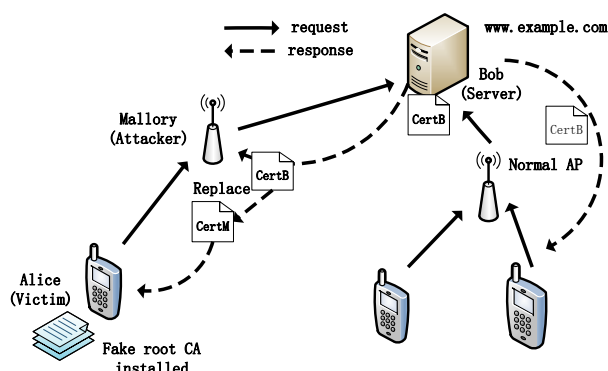 request
response
www.example.com
Bob
(Server)
Mallory
(Attacker)
CertB
CertB
Normal AP
CertB
Replace
CertM
Alice
(Victim)
Fake root CA
installed